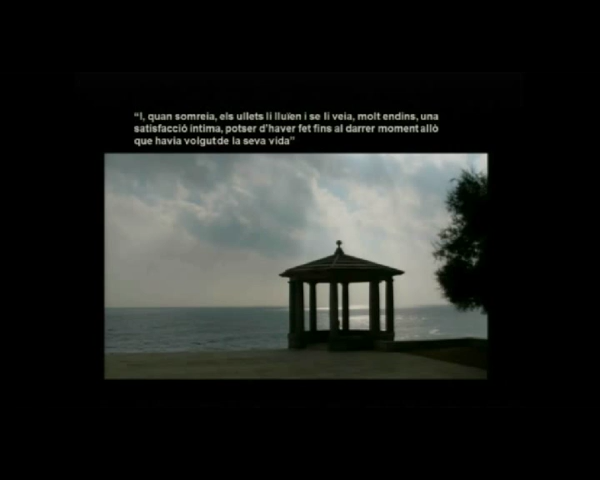 “I, quan somreia, els ullets li lluïen i se li veia, molt endins, una
satisfacció íntima, potser d'haver fet fins al darrer moment allò
que havia volgut de la seva vida”